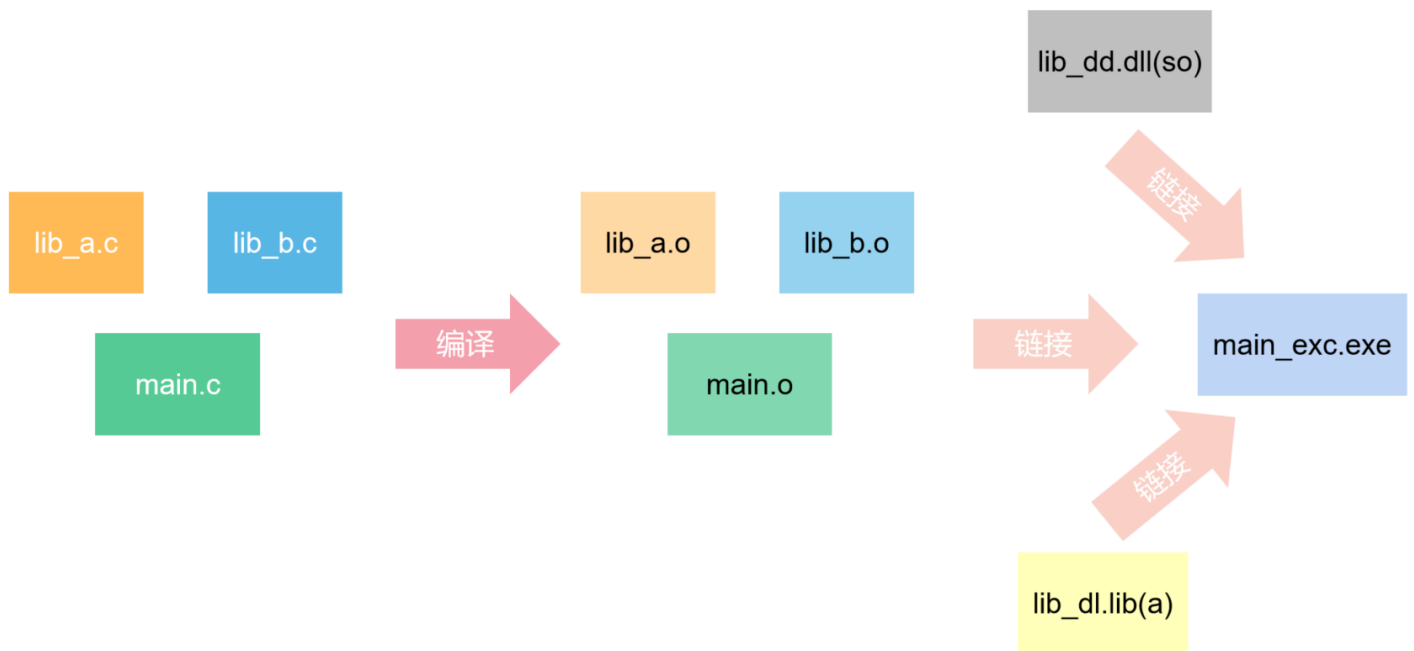 lib_dd.dll(so)
链接
lib_a.c
lib_b.c
main.c
编译
lib_a.o
lib_b.o
main.o
链接
main_exc.exe
链接
lib_dl.lib(a)